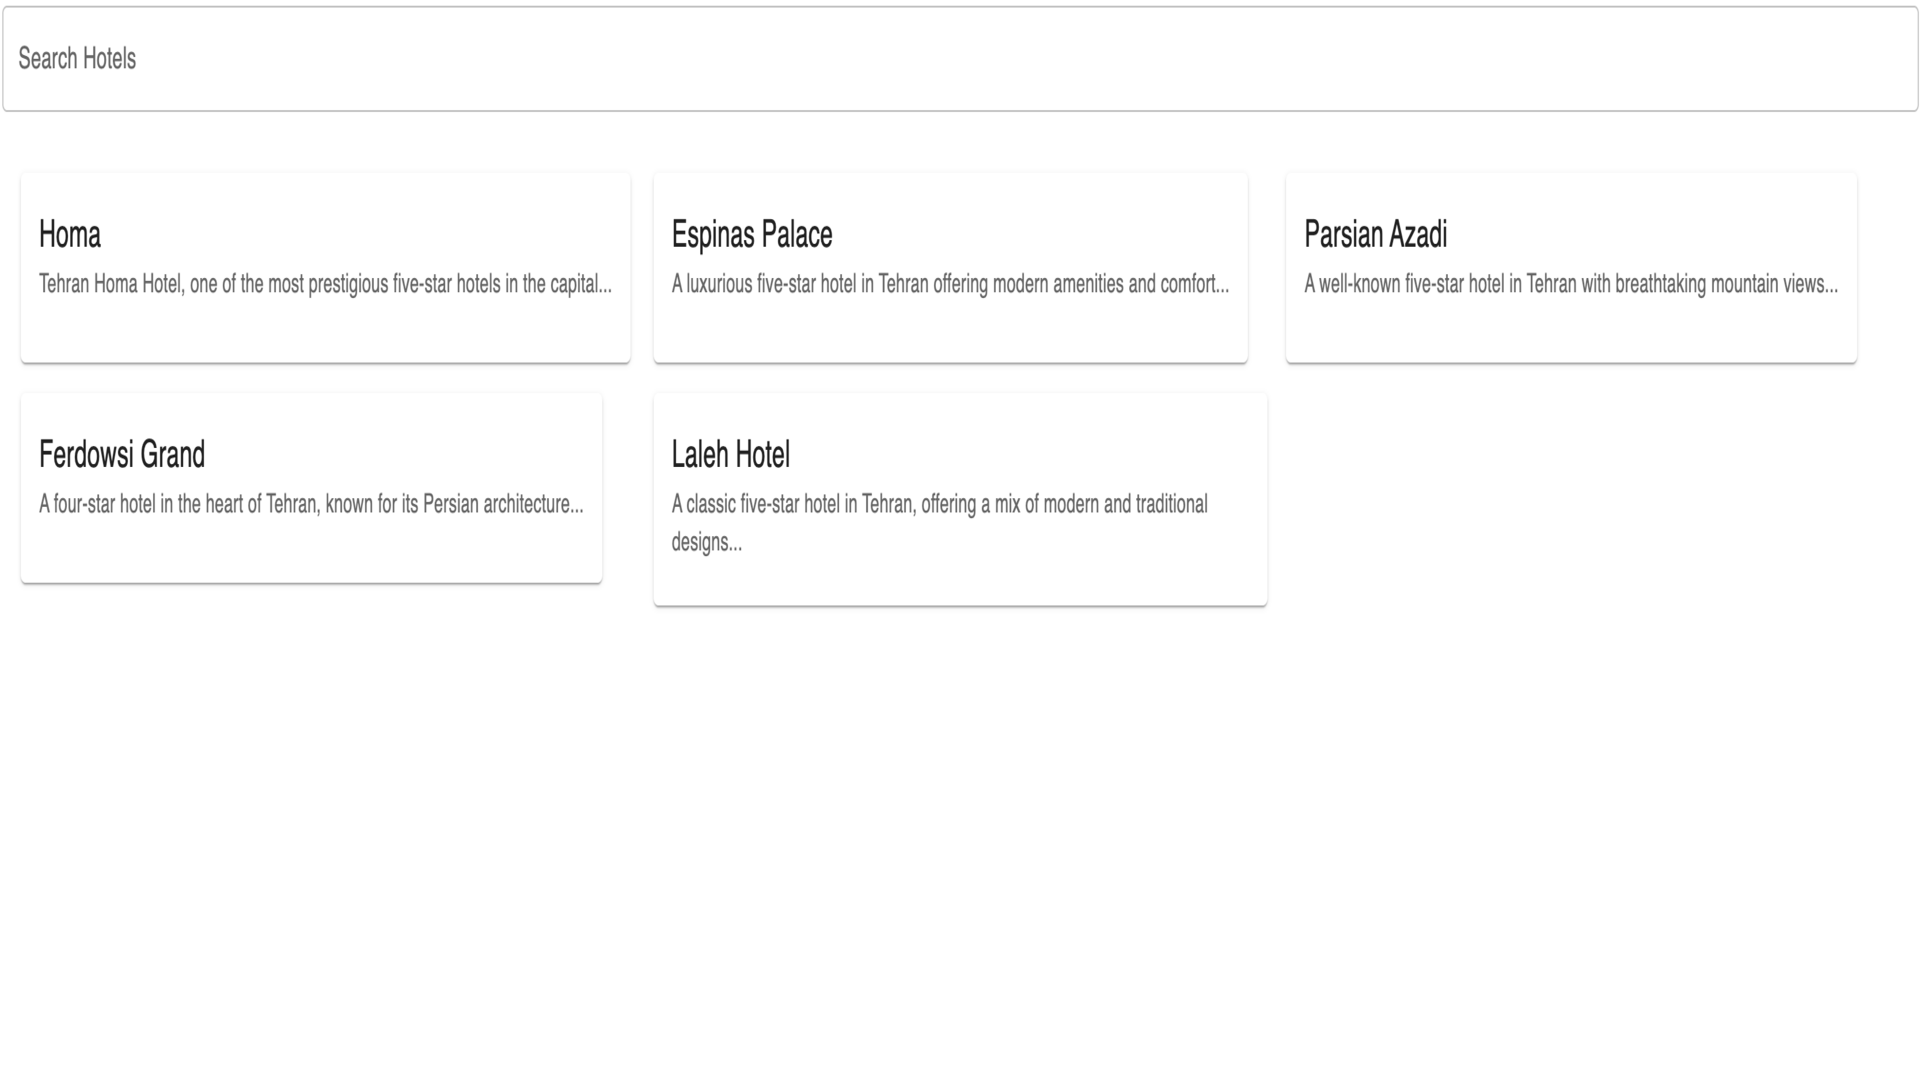 Search Hotels
Homa
Tehran Homa Hotel, one of the most prestigious five-star hotels in the capital...
Espinas Palace
A luxurious five-star hotel in Tehran offering modern amenities and comfort...
Parsian Azadi
A well-known five-star hotel in Tehran with breathtaking mountain views...
Ferdowsi Grand
A four-star hotel in the heart of Tehran, known for its Persian architecture...
Laleh Hotel
A classic five-star hotel in Tehran, offering a mix of modern and traditional
designs...